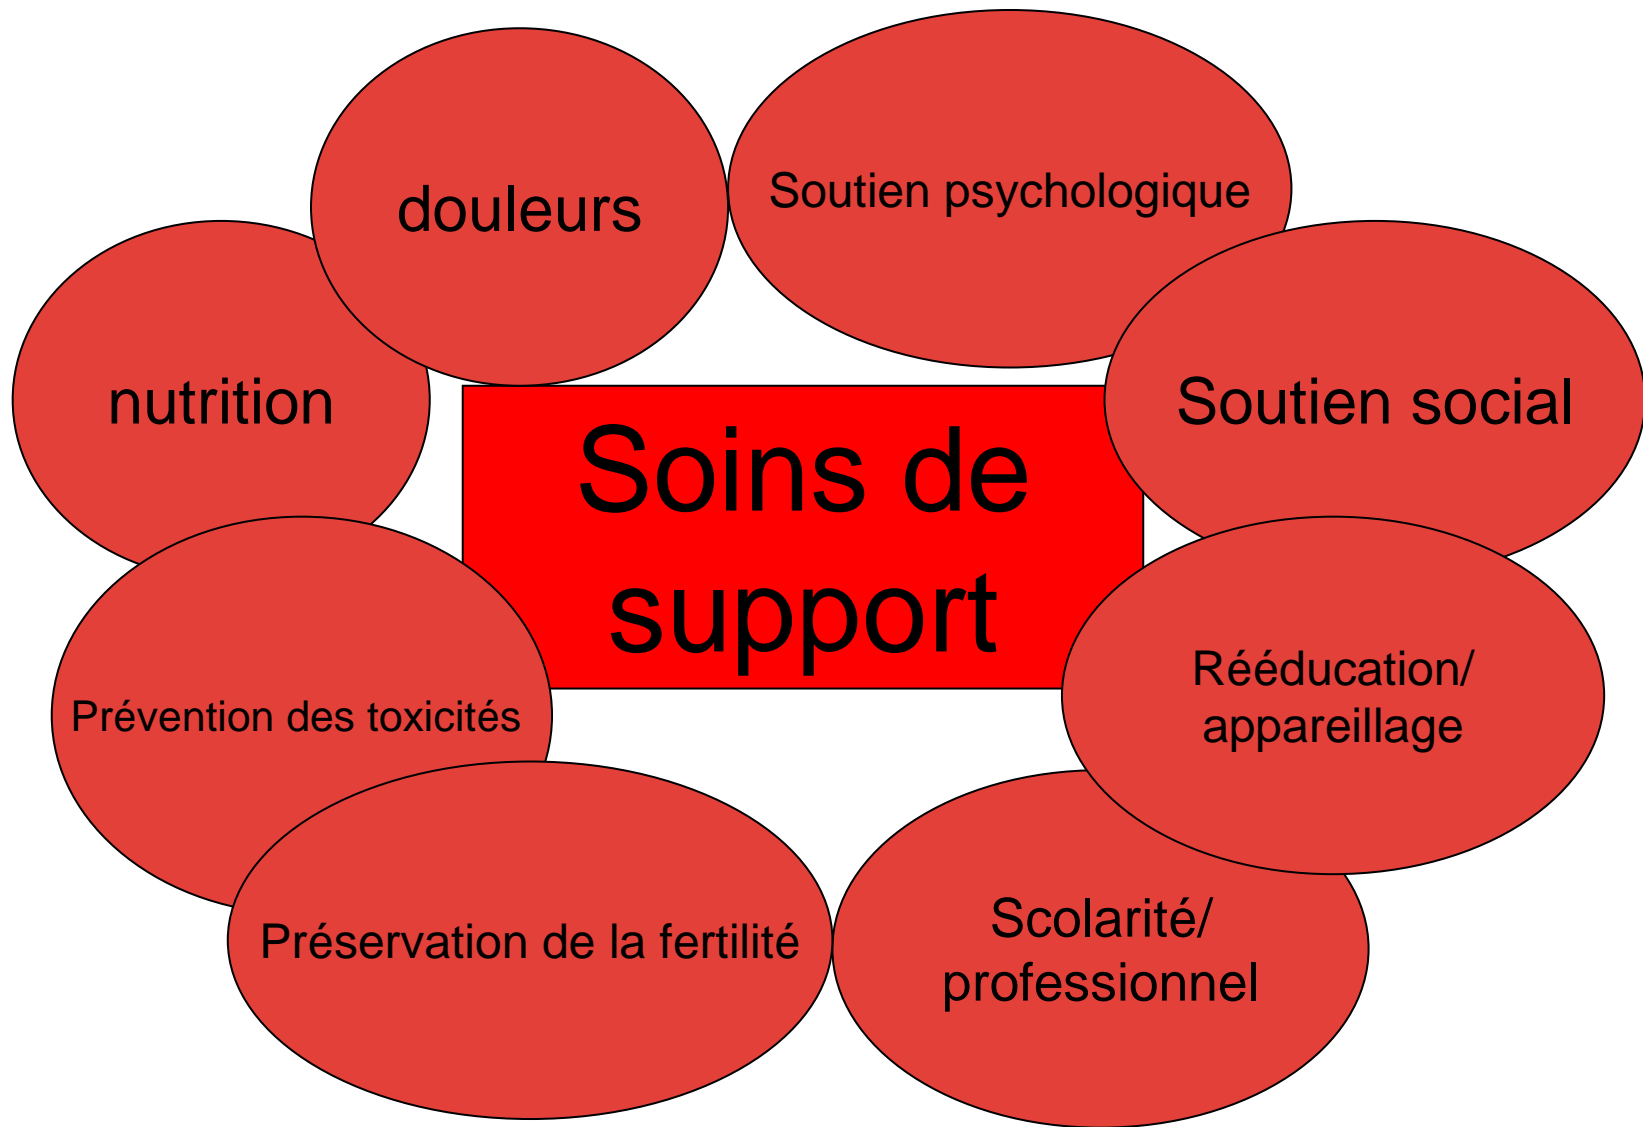 douleurs
Soutien psychologique
nutrition
Soutien social
Soins de
support
Prévention des toxicités
Rééducation/
appareillage
Préservation de la fertilité
Scolarité/
professionnel